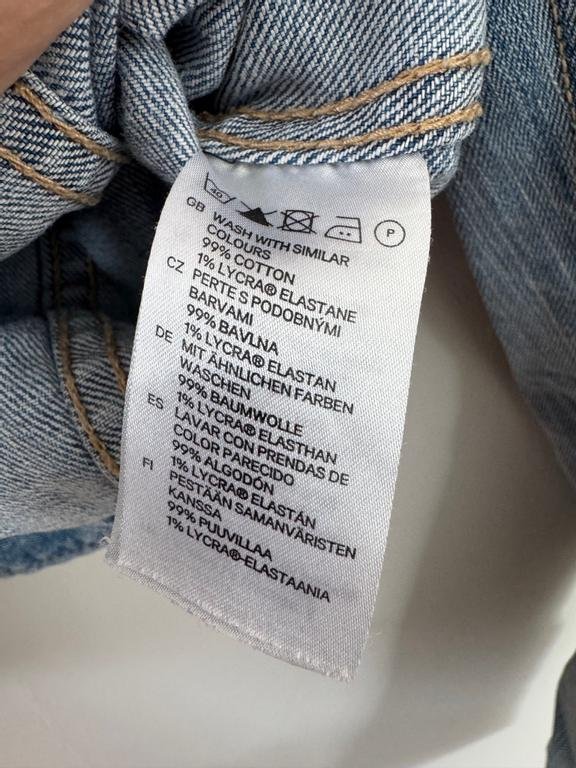 40 P
GB WASH WITH SIMILAR
COLOURS
99% COTTON
1% LYCRA® ELASTANE
CZ PERTE S PODOBNÝMI
BARVAMI
99% BAVLNA
1% LYCRA® ELASTAN
DE MIT ÄHNLICHEN FARBEN
WASCHEN
99% BAUMWOLLE
1% LYCRA® ELASTHAN
ES LAVAR CON PRENDAS DE
COLOR PARECIDO
99% ALGODÓN
1% LYCRA® ELASTÁN
FI PESTÄÄN SAMANVÄRISTEN
KANSSA
99% PUUVILLAA
1% LYCRA®-ELASTAANIA